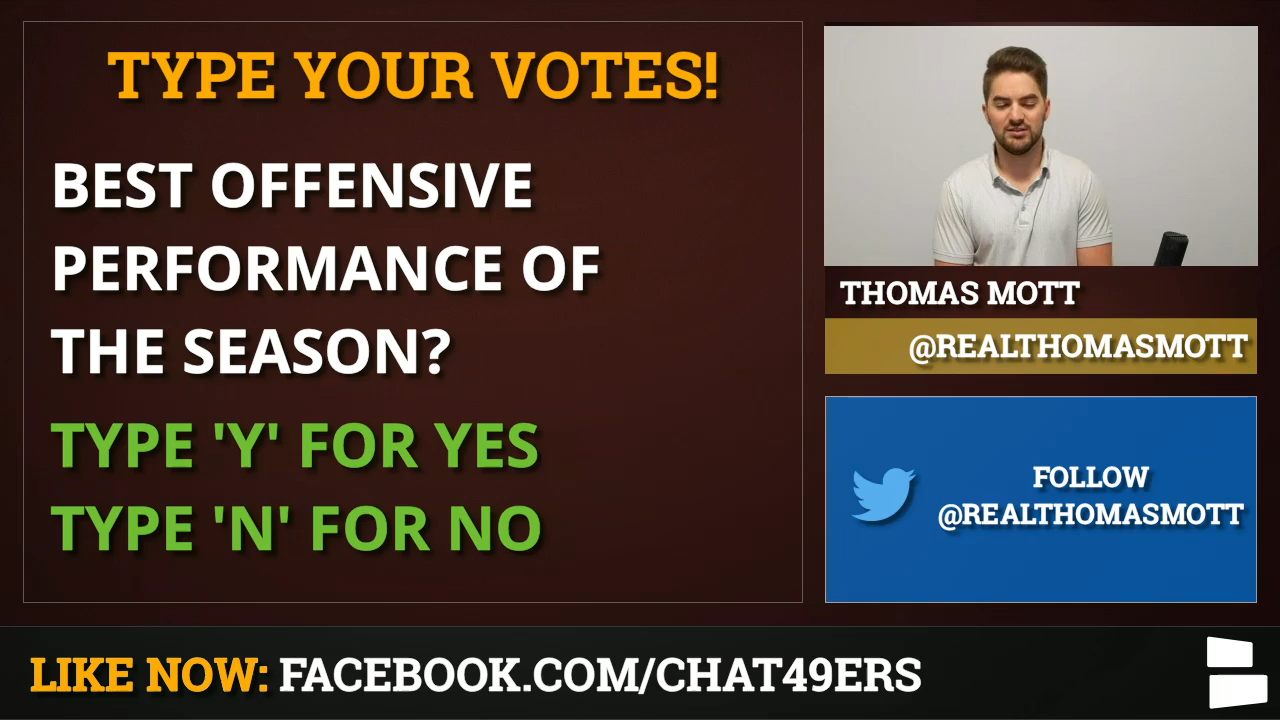 TYPE YOUR VOTES!
BEST OFFENSIVE
PERFORMANCE OF
THE SEASON?
TYPE 'Y' FOR YES
TYPE 'N' FOR NO
THOMAS MOTT
@REALTHOMASMOTT
FOLLOW
@REALTHOMASMOTT
LIKE NOW: FACEBOOK.COM/CHAT49ERS